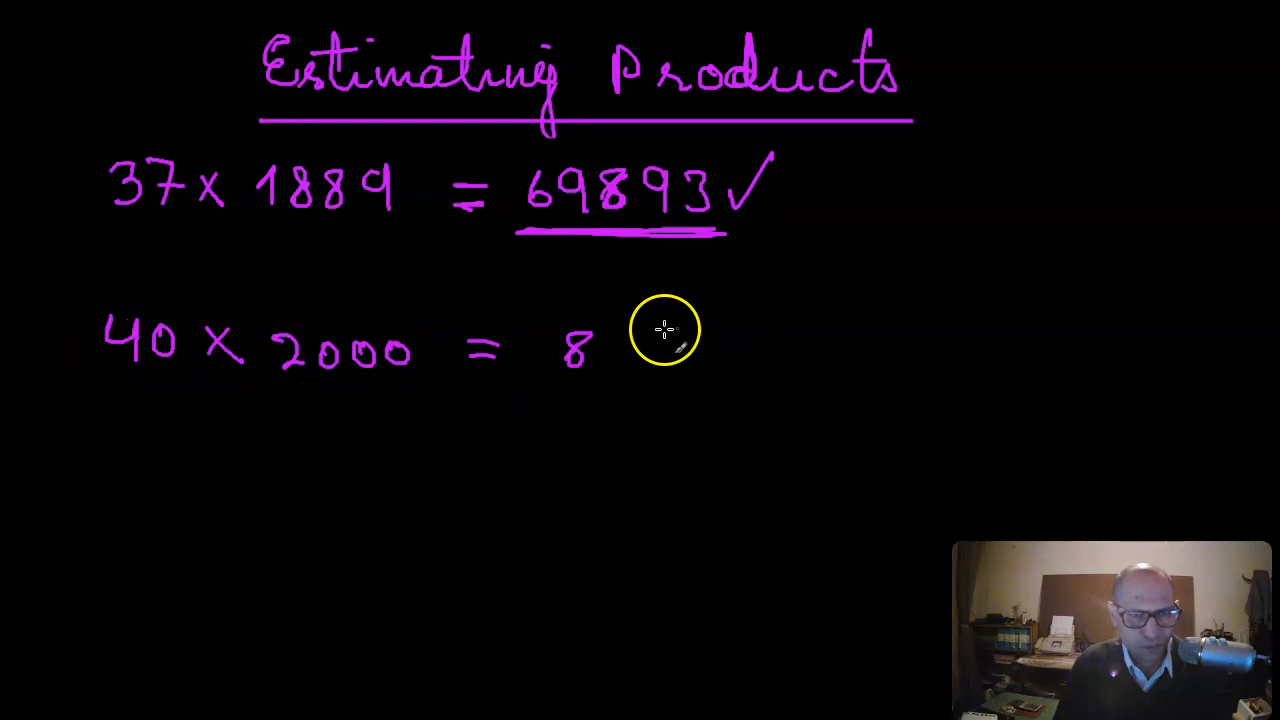 Estimating Products
37 × 1889 = 69893 ✓
40 × 2000 = 8